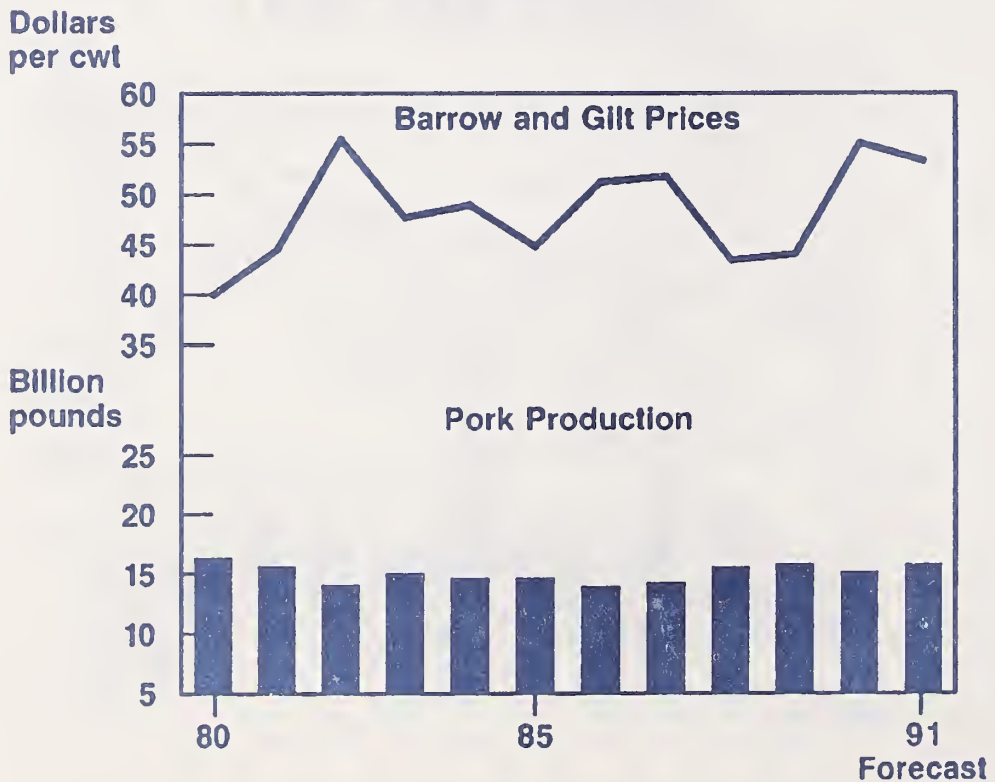 Dollars
per cwt
60
Barrow and Gilt Prices
55
50
45
40
35
Billion
pounds
Pork Production
25
20
15
10
5
80
85
91
Forecast